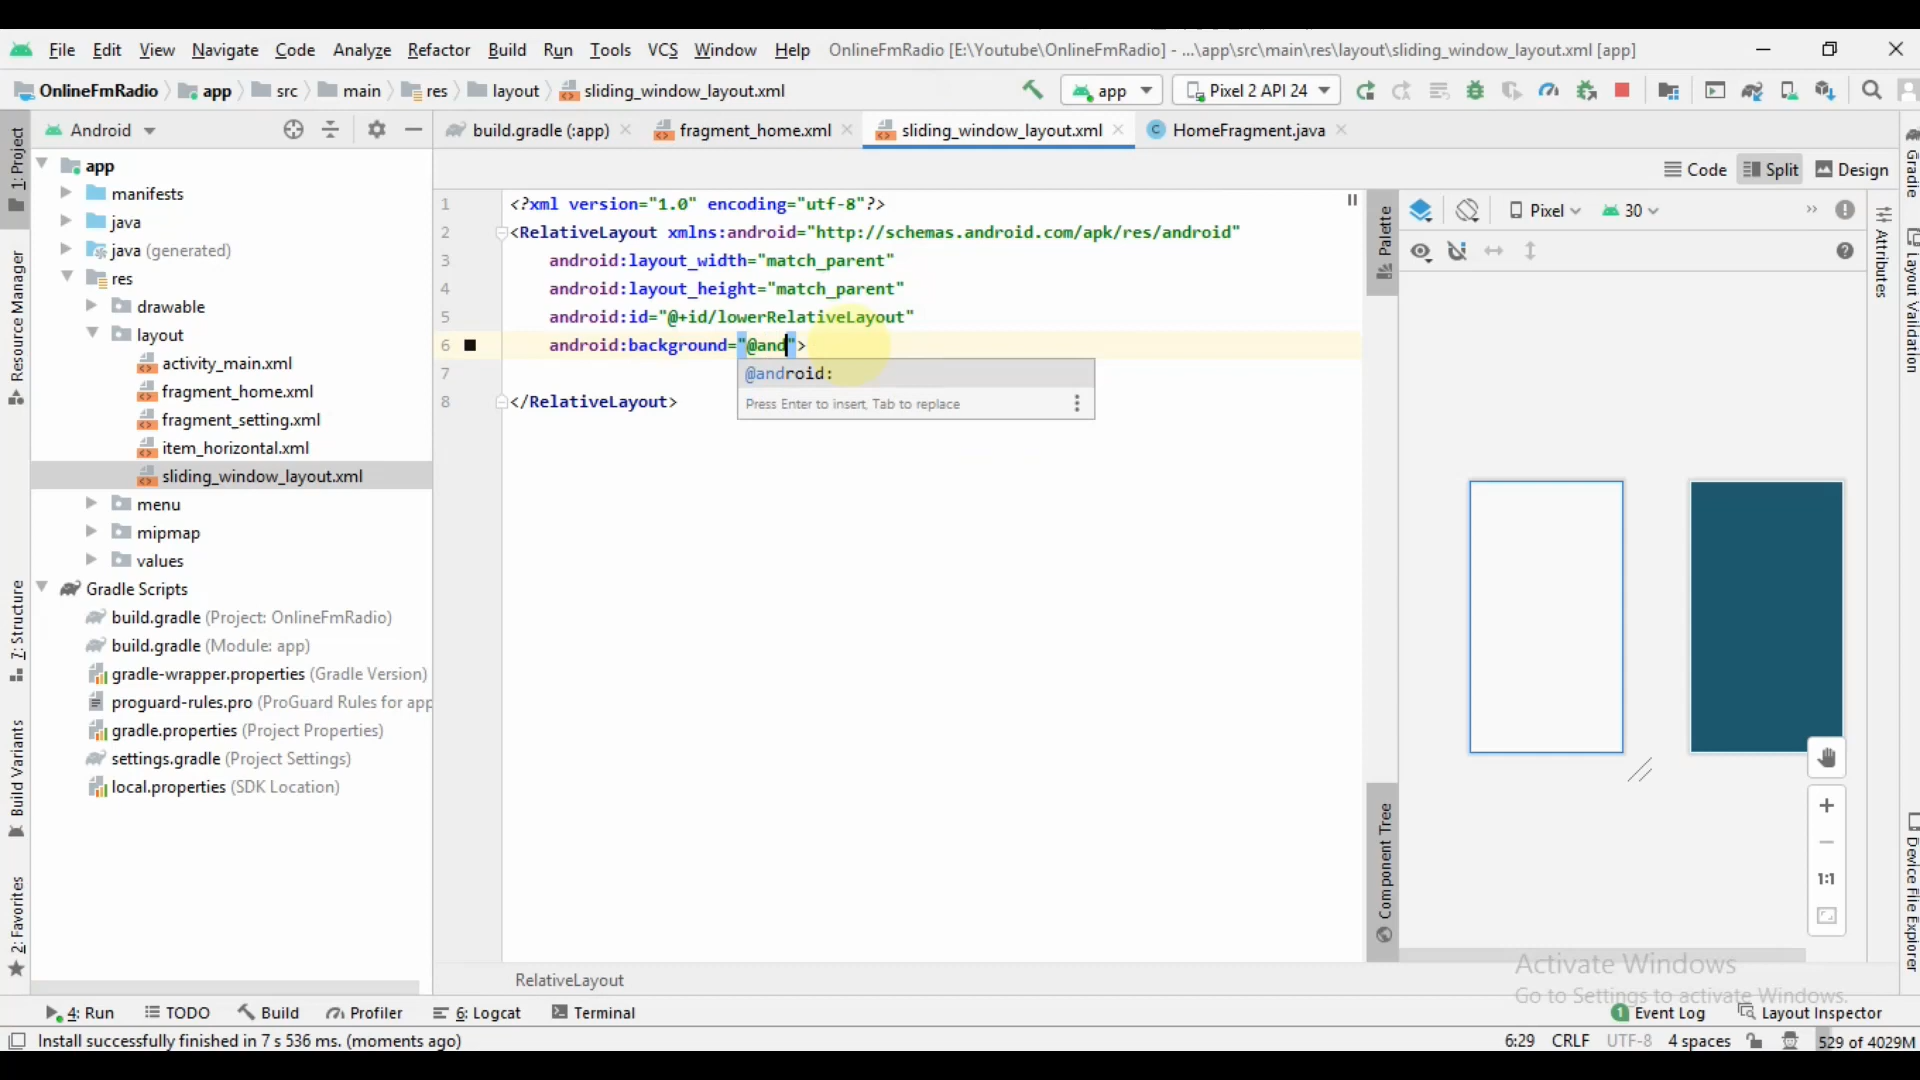 File Edit View Navigate Code Analyze Refactor Build Run Tools VCS Window Help OnlineFmRadio [E:\Youtube\OnlineFmRadio] - ...\app\src\main\res\layout\sliding_window_layout.xml [app]
OnlineFmRadio app src main res layout sliding_window_layout.xml app Pixel 2 API 24
Android
build.gradle (:app) fragment_home.xml sliding_window_layout.xml HomeFragment.java
Code Split Design
1: Project
Resource Manager
7: Structure
Build Variants
2: Favorites
app
manifests
java
java (generated)
res
drawable
layout
activity_main.xml
fragment_home.xml
fragment_setting.xml
item_horizontal.xml
sliding_window_layout.xml
menu
mipmap
values
Gradle Scripts
build.gradle (Project: OnlineFmRadio)
build.gradle (Module: app)
gradle-wrapper.properties (Gradle Version)
proguard-rules.pro (ProGuard Rules for app
gradle.properties (Project Properties)
settings.gradle (Project Settings)
local.properties (SDK Location)
1 <?xml version="1.0" encoding="utf-8"?>
2 <RelativeLayout xmlns:android="http://schemas.android.com/apk/res/android"
3 android:layout_width="match_parent"
4 android:layout_height="match_parent"
5 android:id="@+id/lowerRelativeLayout"
6 android:background="@and">
7
8 </RelativeLayout>
@android:
Press Enter to insert, Tab to replace
RelativeLayout
Palette
Component Tree
Pixel 30
1:1
Attributes
Gradle
Layout Validation
Device File Explorer
Activate Windows
Go to Settings to activate Windows.
4: Run TODO Build Profiler 6: Logcat Terminal 1 Event Log Layout Inspector
Install successfully finished in 7 s 536 ms. (moments ago) 6:29 CRLF UTF-8 4 spaces 529 of 4029M